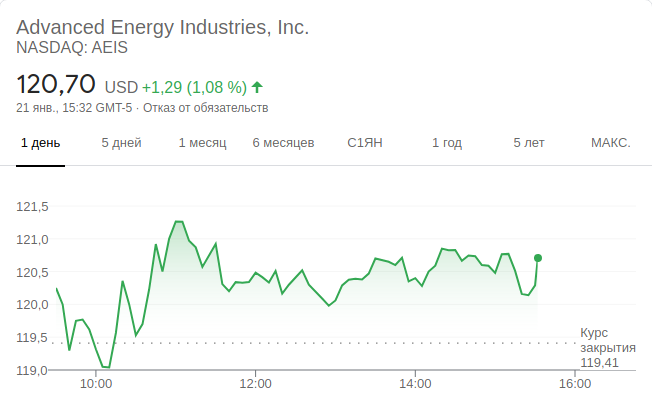 Advanced Energy Industries, Inc.
NASDAQ: AEIS
120,70 USD +1,29 (1,08 %)
21 янв., 15:32 GMT-5 · Отказ от обязательств
1 день 5 дней 1 месяц 6 месяцев С1ЯН 1 год 5 лет МАКС.
121,5
121,0
120,5
120,0
119,5
119,0
Курс
закрытия
119,41
10:00 12:00 14:00 16:00